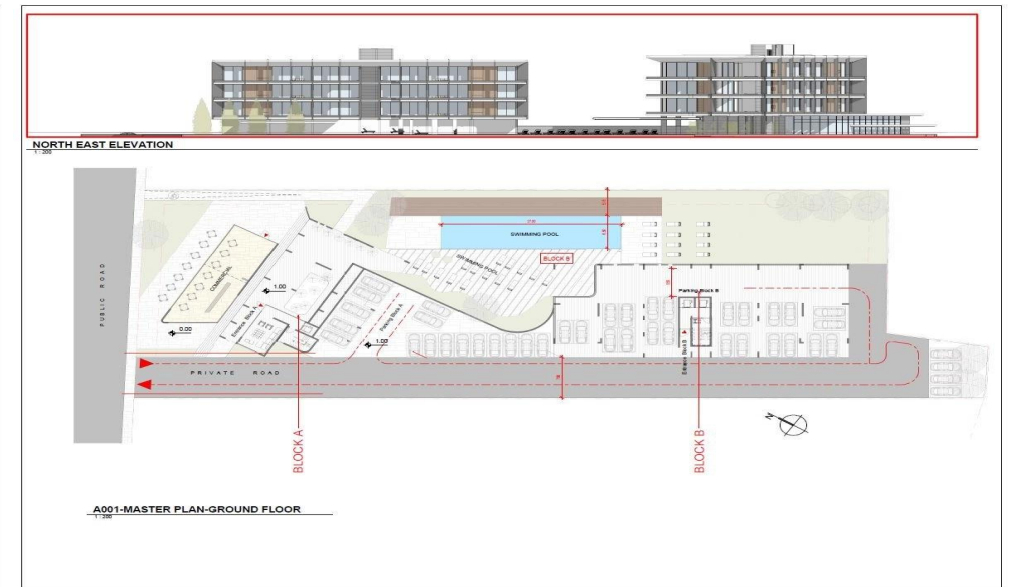 NORTH EAST ELEVATION
1 : 200
PUBLIC ROAD
COMMERCIAL
0.00
1.00
Entrance Block A
Parking Block A
1.00
SWIMMING POOL
SWIMMING POOL
BLOCK B
Parking Block B
Entrance Block B
PRIVATE ROAD
BLOCK A
BLOCK B
N
A001-MASTER PLAN-GROUND FLOOR
1 : 200